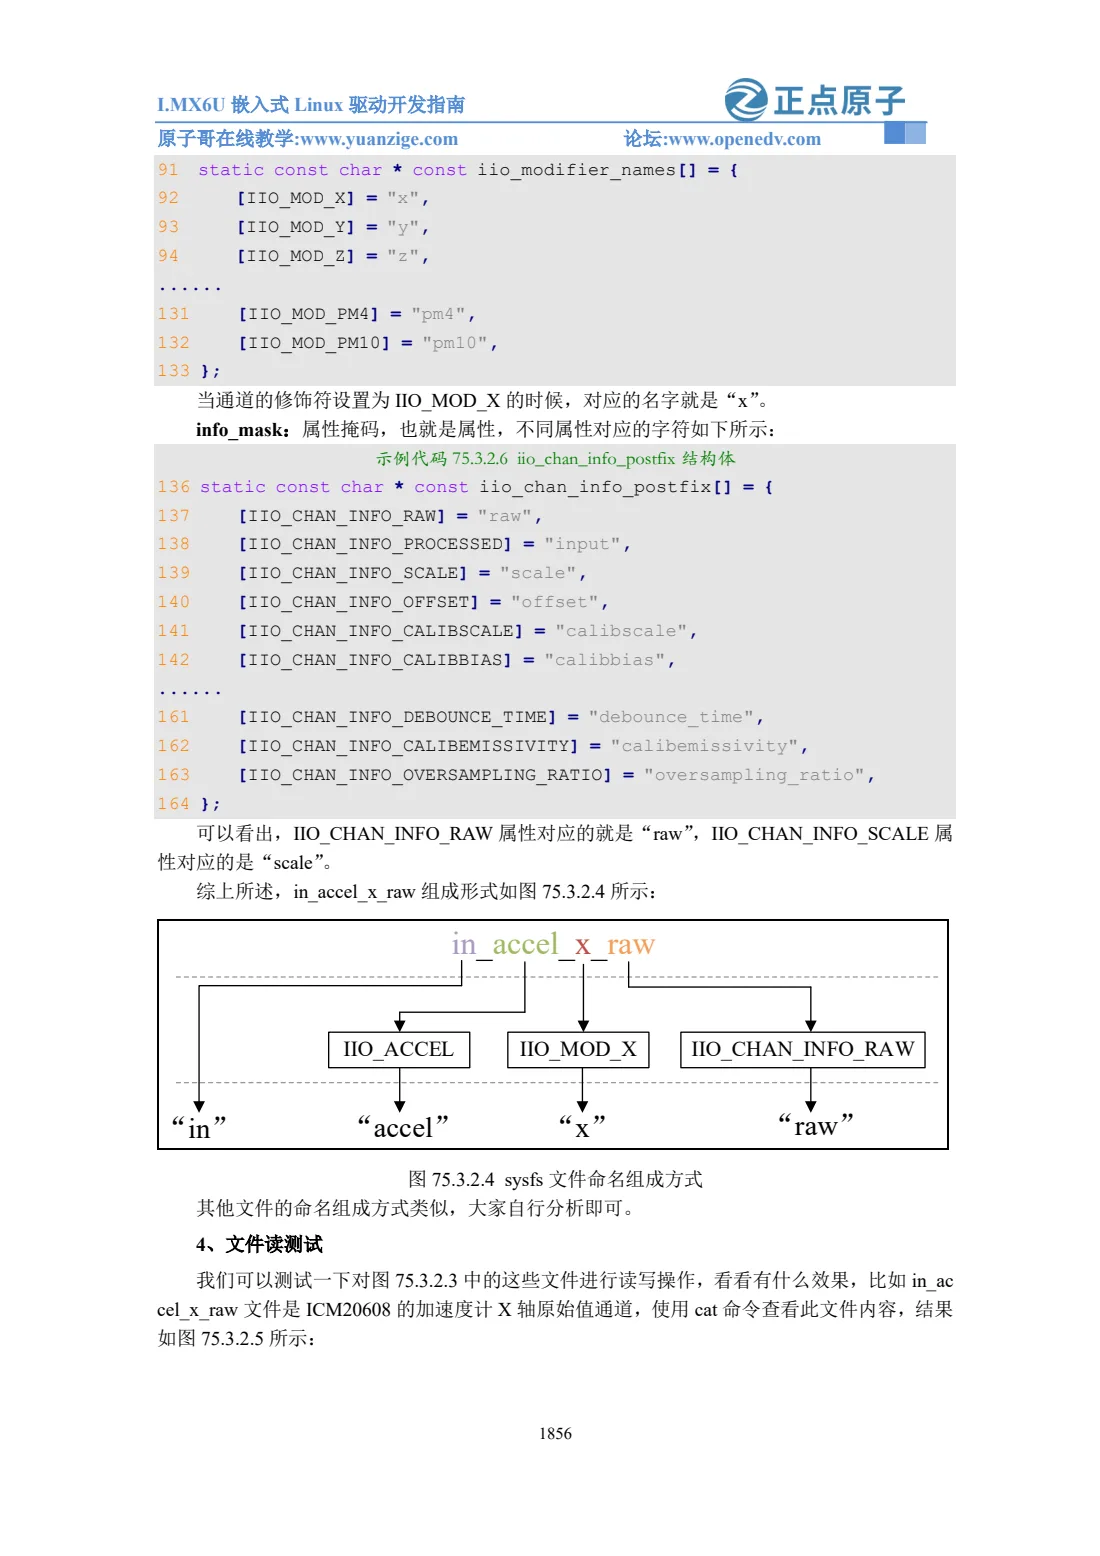 I.MX6U 嵌入式 Linux 驱动开发指南
正点原子
原子哥在线教学:www.yuanzige.com 论坛:www.openedv.com
91 static const char * const iio_modifier_names[] = {
92 [IIO_MOD_X] = "x",
93 [IIO_MOD_Y] = "y",
94 [IIO_MOD_Z] = "z",
......
131 [IIO_MOD_PM4] = "pm4",
132 [IIO_MOD_PM10] = "pm10",
133 };
当通道的修饰符设置为 IIO_MOD_X 的时候，对应的名字就是“x”。
info_mask：属性掩码，也就是属性，不同属性对应的字符如下所示：
示例代码 75.3.2.6 iio_chan_info_postfix 结构体
136 static const char * const iio_chan_info_postfix[] = {
137 [IIO_CHAN_INFO_RAW] = "raw",
138 [IIO_CHAN_INFO_PROCESSED] = "input",
139 [IIO_CHAN_INFO_SCALE] = "scale",
140 [IIO_CHAN_INFO_OFFSET] = "offset",
141 [IIO_CHAN_INFO_CALIBSCALE] = "calibscale",
142 [IIO_CHAN_INFO_CALIBBIAS] = "calibbias",
......
161 [IIO_CHAN_INFO_DEBOUNCE_TIME] = "debounce_time",
162 [IIO_CHAN_INFO_CALIBEMISSIVITY] = "calibemissivity",
163 [IIO_CHAN_INFO_OVERSAMPLING_RATIO] = "oversampling_ratio",
164 };
可以看出，IIO_CHAN_INFO_RAW 属性对应的就是“raw”，IIO_CHAN_INFO_SCALE 属
性对应的是“scale”。
综上所述，in_accel_x_raw 组成形式如图 75.3.2.4 所示：
in_accel_x_raw
IIO_ACCEL IIO_MOD_X IIO_CHAN_INFO_RAW
“in” “accel” “x” “raw”
图 75.3.2.4 sysfs 文件命名组成方式
其他文件的命名组成方式类似，大家自行分析即可。
4、文件读测试
我们可以测试一下对图 75.3.2.3 中的这些文件进行读写操作，看看有什么效果，比如 in_ac
cel_x_raw 文件是 ICM20608 的加速度计 X 轴原始值通道，使用 cat 命令查看此文件内容，结果
如图 75.3.2.5 所示：
1856